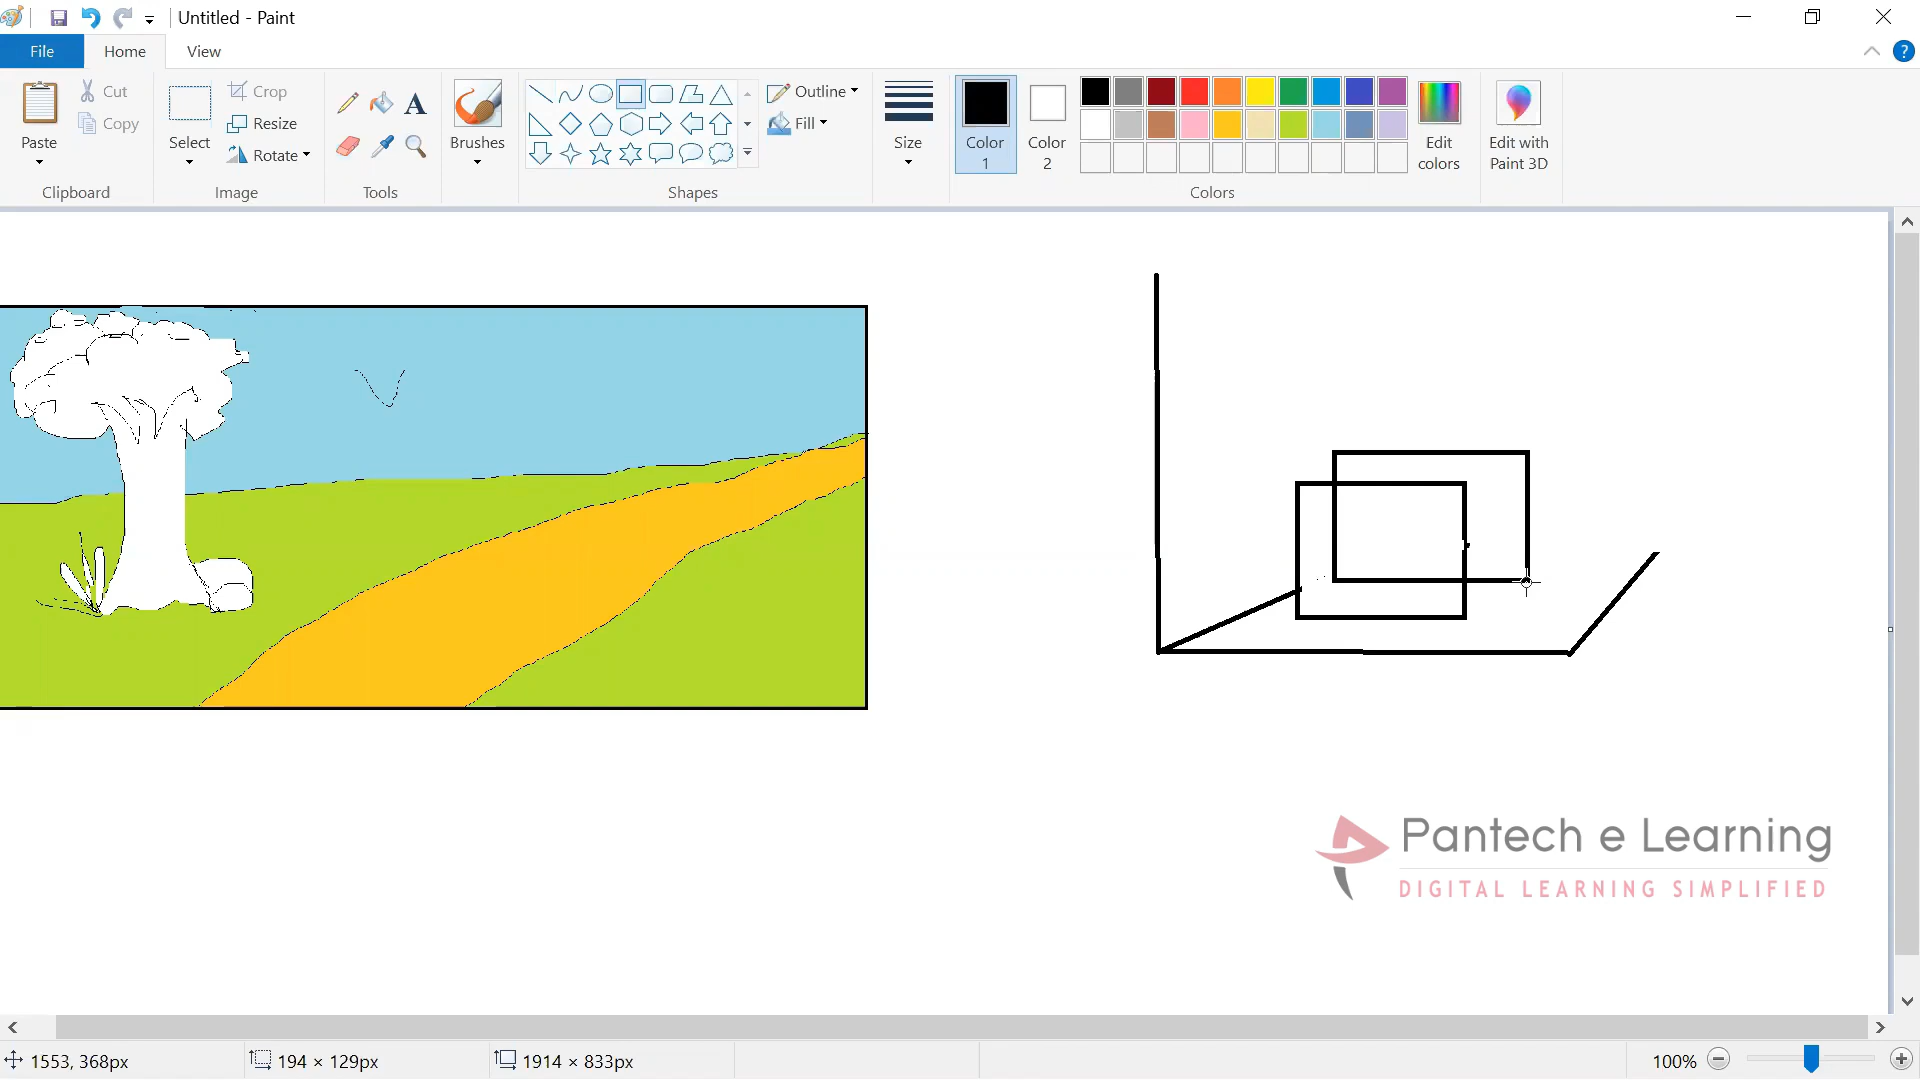 Untitled - Paint
File
Home
View
Paste
Cut
Copy
Clipboard
Select
Crop
Resize
Rotate
Image
A
Tools
Brushes
Outline
Fill
Shapes
Size
Color
1
Color
2
Edit
colors
Colors
Edit with
Paint 3D
?
Pantech e Learning
DIGITAL LEARNING SIMPLIFIED
1553, 368px
194 × 129px
1914 × 833px
100%